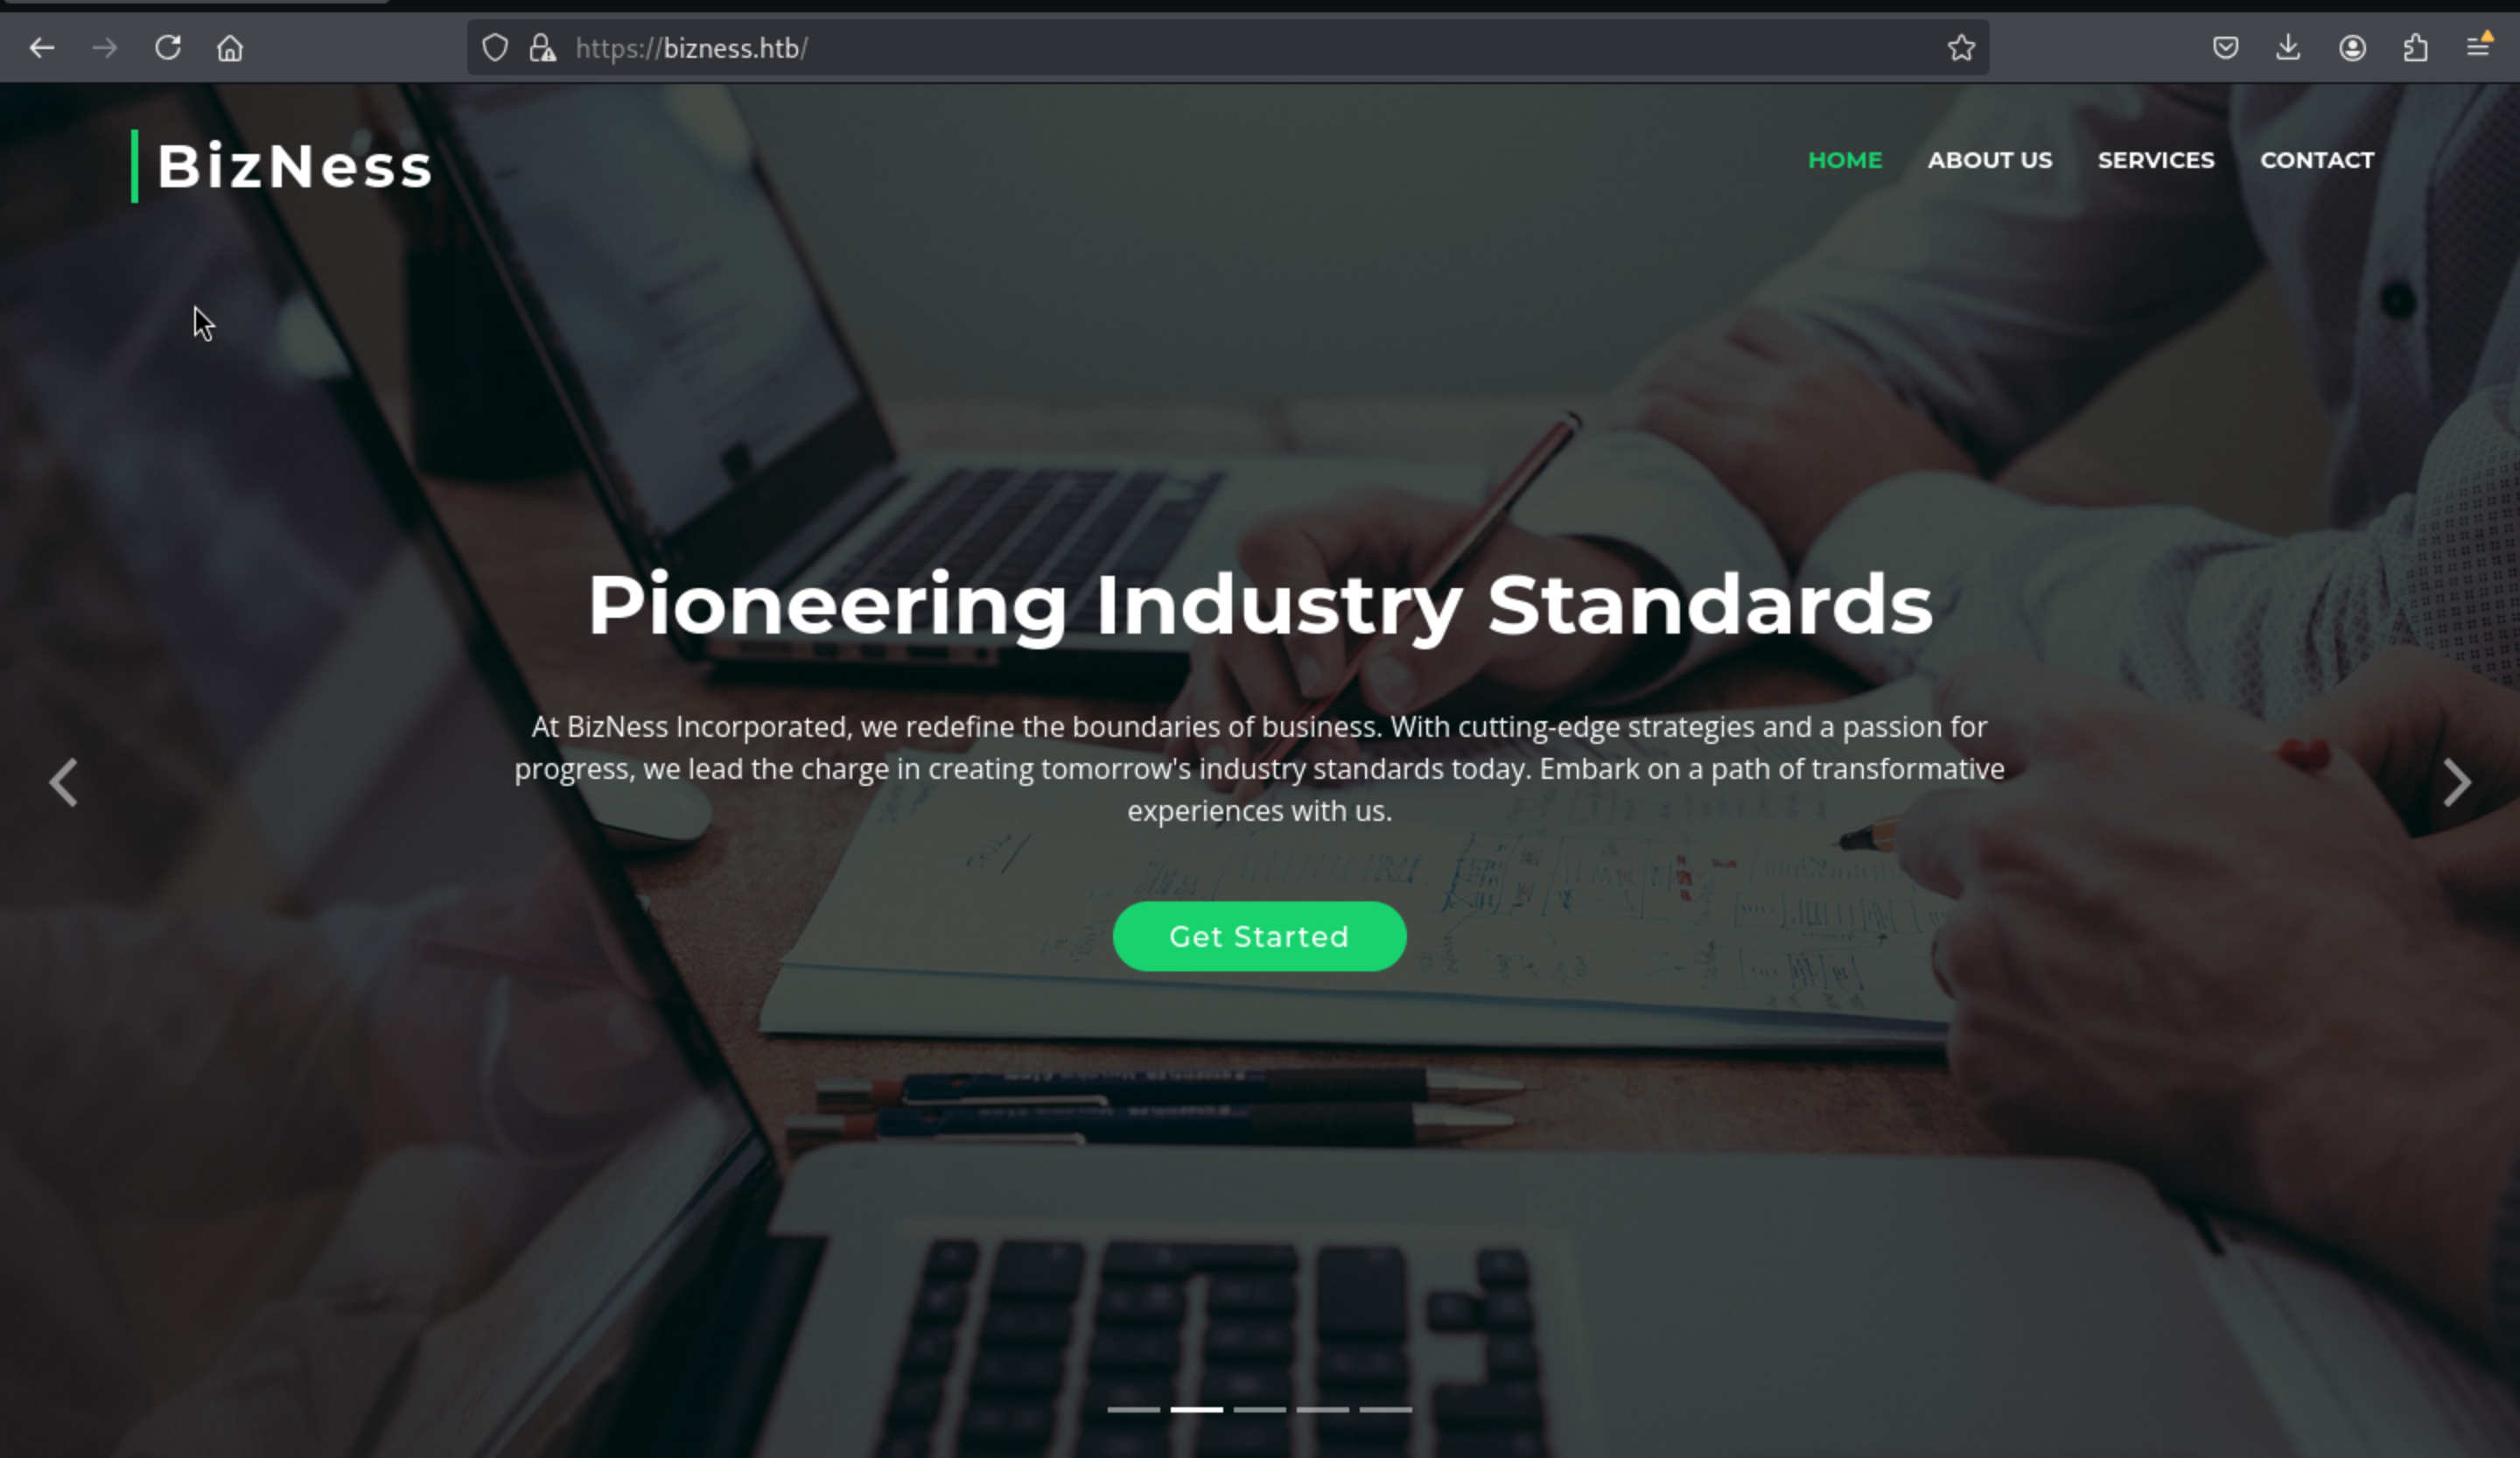 https://bizness.htb/
BizNess
HOME ABOUT US SERVICES CONTACT
Pioneering Industry Standards
At BizNess Incorporated, we redefine the boundaries of business. With cutting-edge strategies and a passion for
progress, we lead the charge in creating tomorrow's industry standards today. Embark on a path of transformative
experiences with us.
Get Started